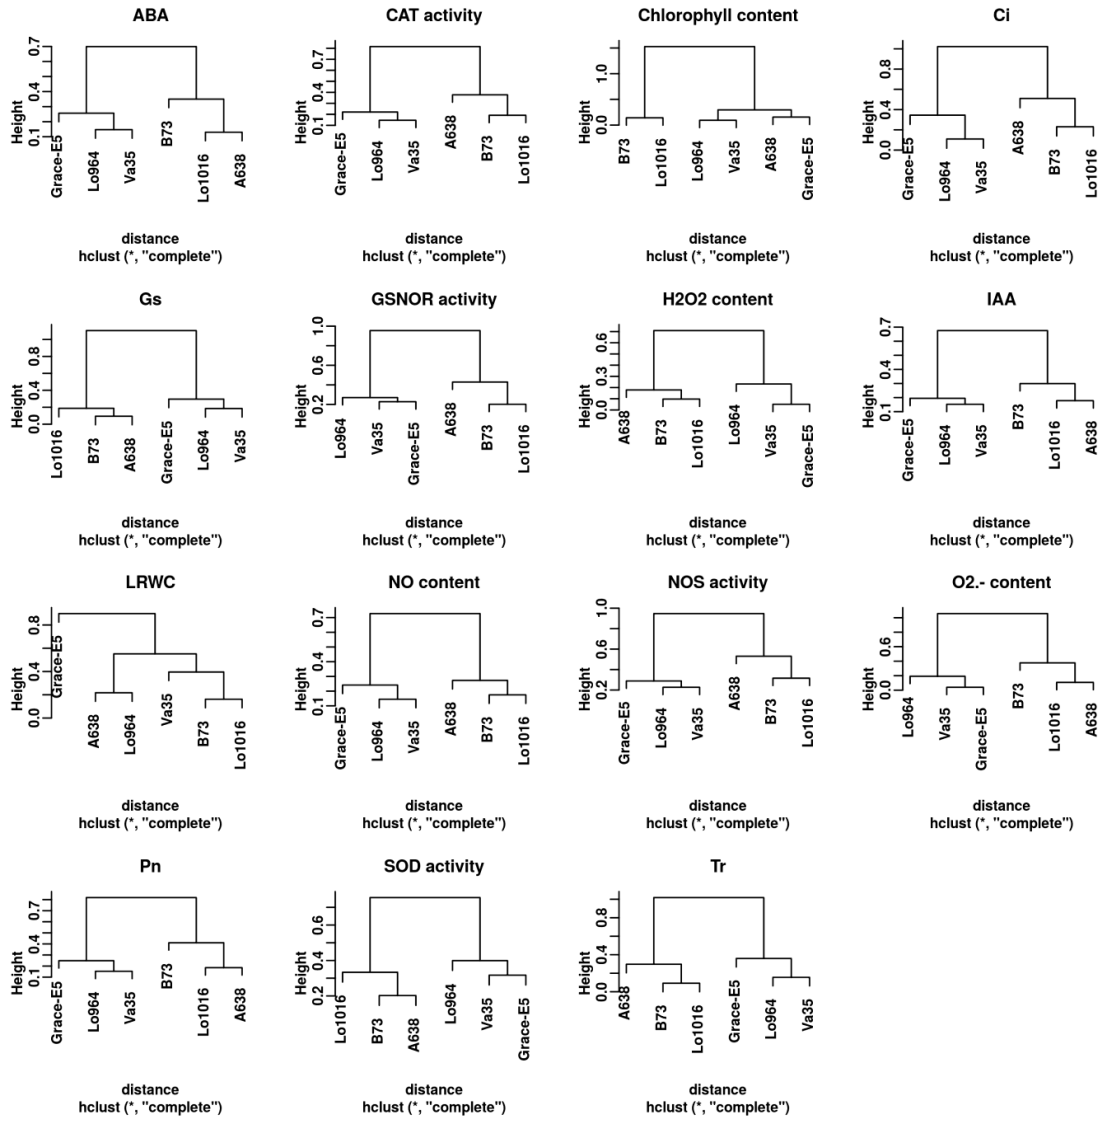 ABA
Height
0.1 0.4 0.7
Grace-E5 Lo964 Va35 B73 Lo1016 A638
distance
hclust (*, "complete")
CAT activity
Height
0.1 0.4 0.7
Grace-E5 Lo964 Va35 A638 B73 Lo1016
distance
hclust (*, "complete")
Chlorophyll content
Height
0.0 1.0
B73 Lo1016 Lo964 Va35 A638 Grace-E5
distance
hclust (*, "complete")
Ci
Height
0.0 0.4 0.8
Grace-E5 Lo964 Va35 A638 B73 Lo1016
distance
hclust (*, "complete")
Gs
Height
0.0 0.4 0.8
Lo1016 B73 A638 Grace-E5 Lo964 Va35
distance
hclust (*, "complete")
GSNOR activity
Height
0.2 0.6 1.0
Lo964 Va35 Grace-E5 A638 B73 Lo1016
distance
hclust (*, "complete")
H2O2 content
Height
0.0 0.3 0.6
A638 B73 Lo1016 Lo964 Va35 Grace-E5
distance
hclust (*, "complete")
IAA
Height
0.1 0.4 0.7
Grace-E5 Lo964 Va35 B73 Lo1016 A638
distance
hclust (*, "complete")
LRWC
Height
0.0 0.4 0.8
Grace-E5 A638 Lo964 Va35 B73 Lo1016
distance
hclust (*, "complete")
NO content
Height
0.1 0.4 0.7
Grace-E5 Lo964 Va35 A638 B73 Lo1016
distance
hclust (*, "complete")
NOS activity
Height
0.2 0.6 1.0
Grace-E5 Lo964 Va35 A638 B73 Lo1016
distance
hclust (*, "complete")
O2.- content
Height
0.0 0.6
Lo964 Va35 Grace-E5 B73 Lo1016 A638
distance
hclust (*, "complete")
Pn
Height
0.1 0.4 0.7
Grace-E5 Lo964 Va35 B73 Lo1016 A638
distance
hclust (*, "complete")
SOD activity
Height
0.2 0.4 0.6
Lo1016 B73 A638 Lo964 Va35 Grace-E5
distance
hclust (*, "complete")
Tr
Height
0.0 0.4 0.8
A638 B73 Lo1016 Grace-E5 Lo964 Va35
distance
hclust (*, "complete")